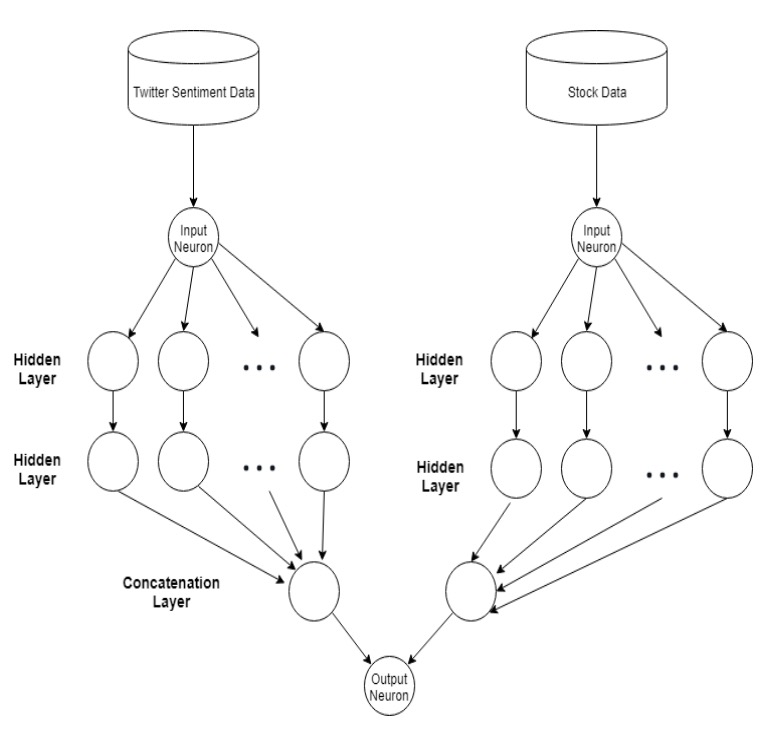 Twitter Sentiment Data
Stock Data
Input
Neuron
Input
Neuron
Hidden
Layer
Hidden
Layer
Hidden
Layer
Hidden
Layer
Concatenation
Layer
Output
Neuron